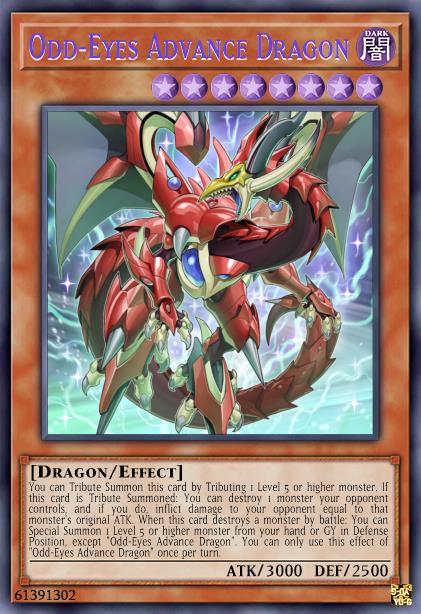 Odd-Eyes Advance Dragon
DARK
闇
[Dragon/Effect]
You can Tribute Summon this card by Tributing 1 Level 5 or higher monster. If
this card is Tribute Summoned: You can destroy 1 monster your opponent
controls, and if you do, inflict damage to your opponent equal to that
monster's original ATK. When this card destroys a monster by battle: You can
Special Summon 1 Level 5 or higher monster from your hand or GY in Defense
Position, except "Odd-Eyes Advance Dragon". You can only use this effect of
"Odd-Eyes Advance Dragon" once per turn.
ATK/3000 DEF/2500
61391302